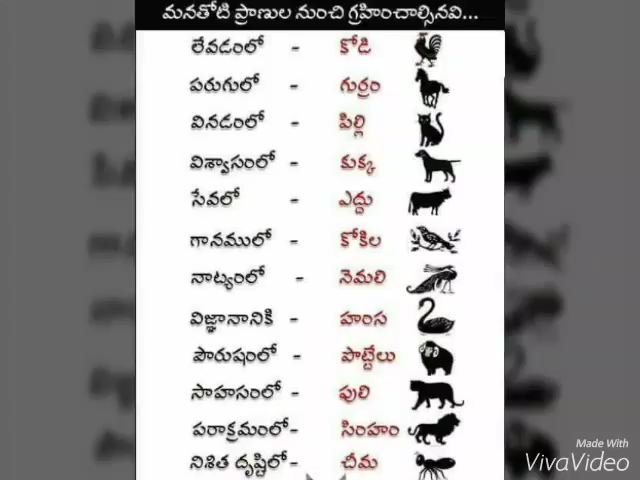 మనతోటి ప్రాణుల నుంచి గ్రహించాల్సినవి...
లేవడంలో - కోడి
పరుగులో - గుర్రం
వినడంలో - పిల్లి
విశ్వాసంలో - కుక్క
సేవలో - ఎద్దు
గానములో - కోకిల
నాట్యంలో - నెమలి
విజ్ఞానానికి - హంస
పౌరుషంలో - పొట్టేలు
సాహసంలో - పులి
పరాక్రమంలో- సింహం
నిశిత దృష్టిలో- చీమ
Made With
VivaVideo